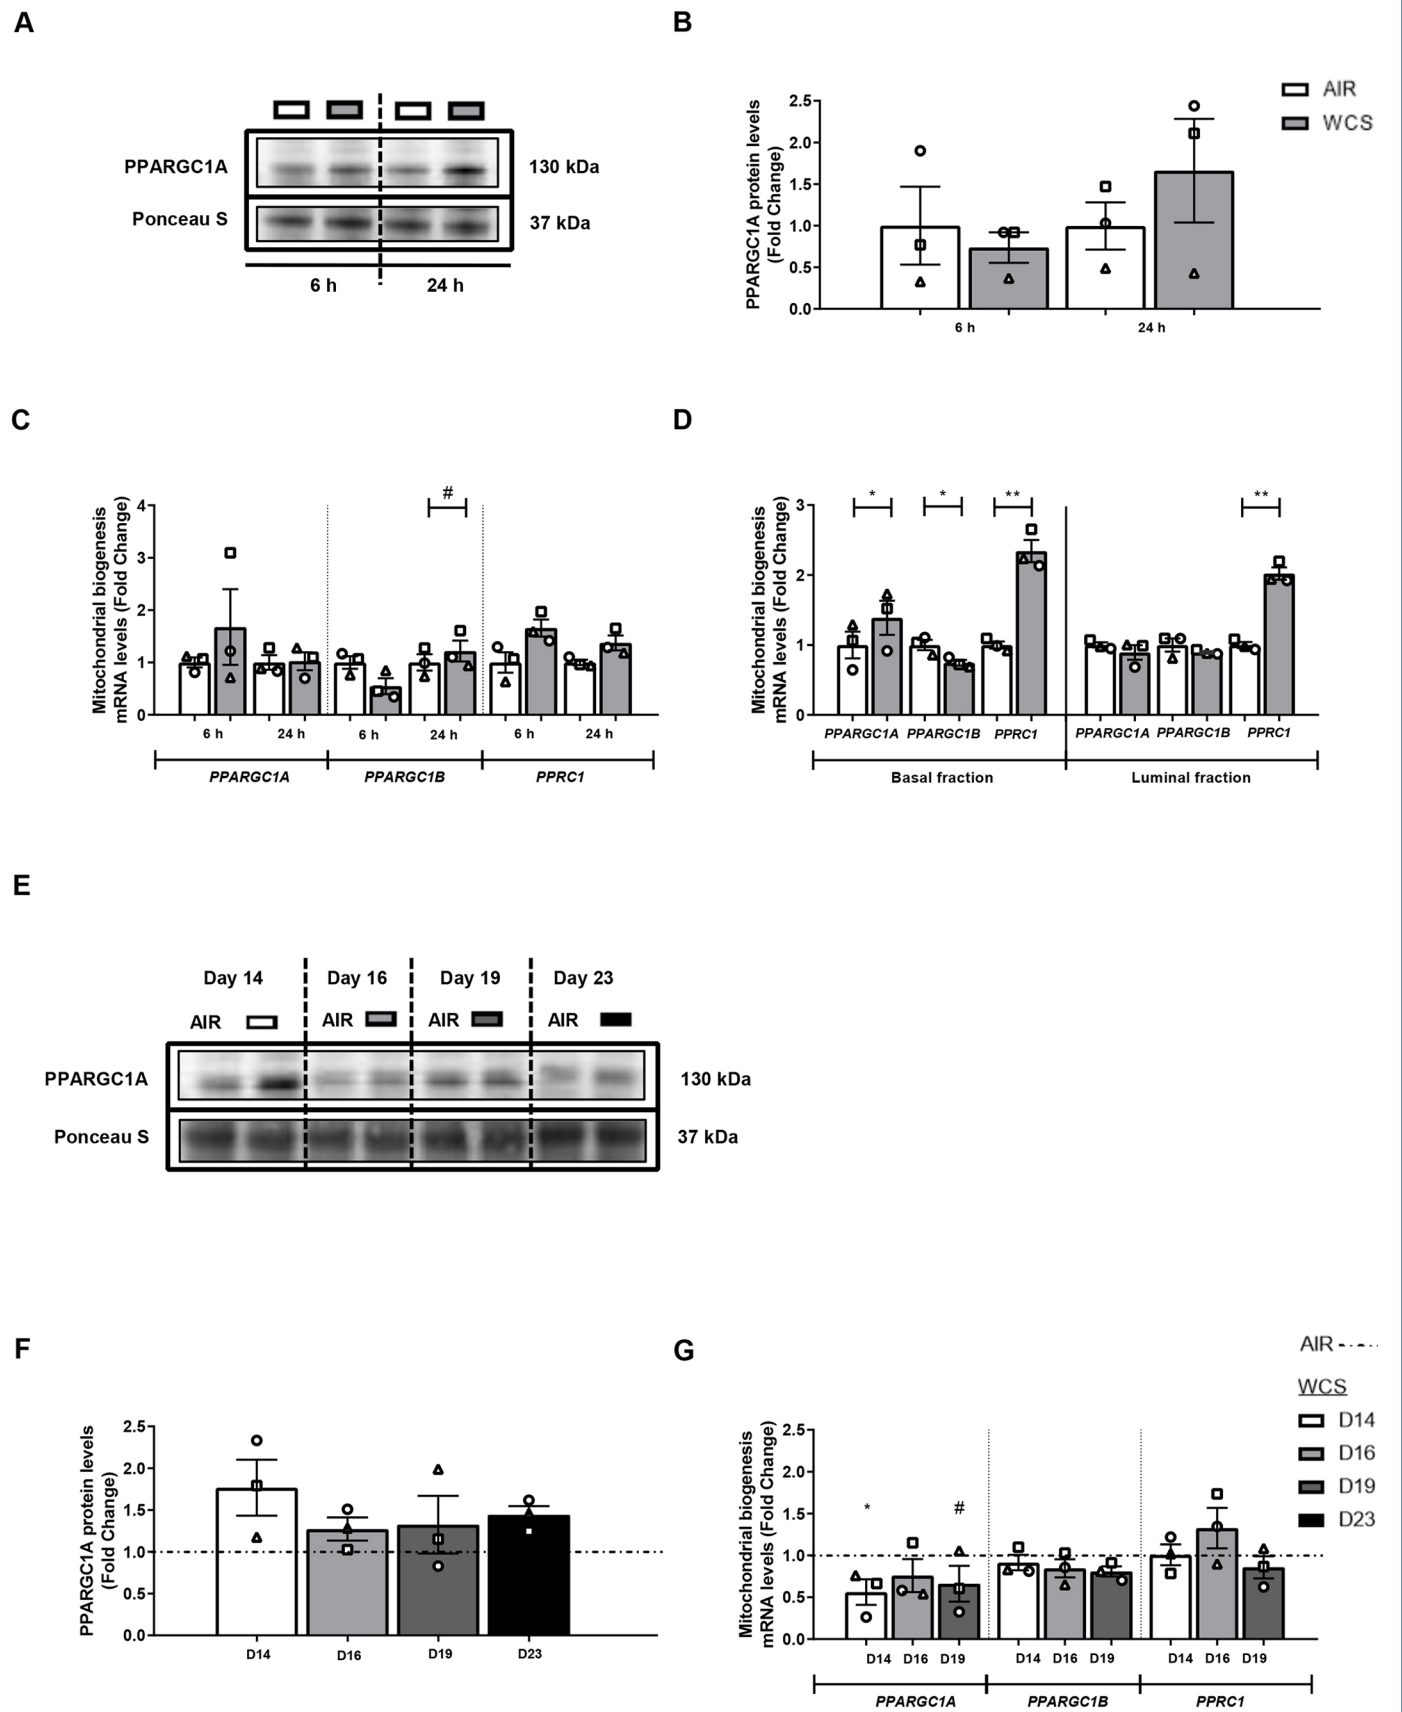 A
PPARGC1A
130 kDa
Ponceau S
37 kDa
6 h
24 h
B
AIR
WCS
PPARGC1A protein levels
(Fold Change)
2.5
2.0
1.5
1.0
0.5
0.0
6 h
24 h
C
Mitochondrial biogenesis
mRNA levels (Fold Change)
4
3
2
1
0
#
6 h
24 h
6 h
24 h
6 h
24 h
PPARGC1A
PPARGC1B
PPRC1
D
Mitochondrial biogenesis
mRNA levels (Fold Change)
3
2
1
0
*
*
**
**
PPARGC1A
PPARGC1B
PPRC1
PPARGC1A
PPARGC1B
PPRC1
Basal fraction
Luminal fraction
E
Day 14
Day 16
Day 19
Day 23
AIR
AIR
AIR
AIR
PPARGC1A
130 kDa
Ponceau S
37 kDa
F
PPARGC1A protein levels
(Fold Change)
2.5
2.0
1.5
1.0
0.5
0.0
D14
D16
D19
D23
G
AIR
WCS
D14
D16
D19
D23
Mitochondrial biogenesis
mRNA levels (Fold Change)
2.5
2.0
1.5
1.0
0.5
0.0
*
#
D14
D16
D19
D14
D16
D19
D14
D16
D19
PPARGC1A
PPARGC1B
PPRC1